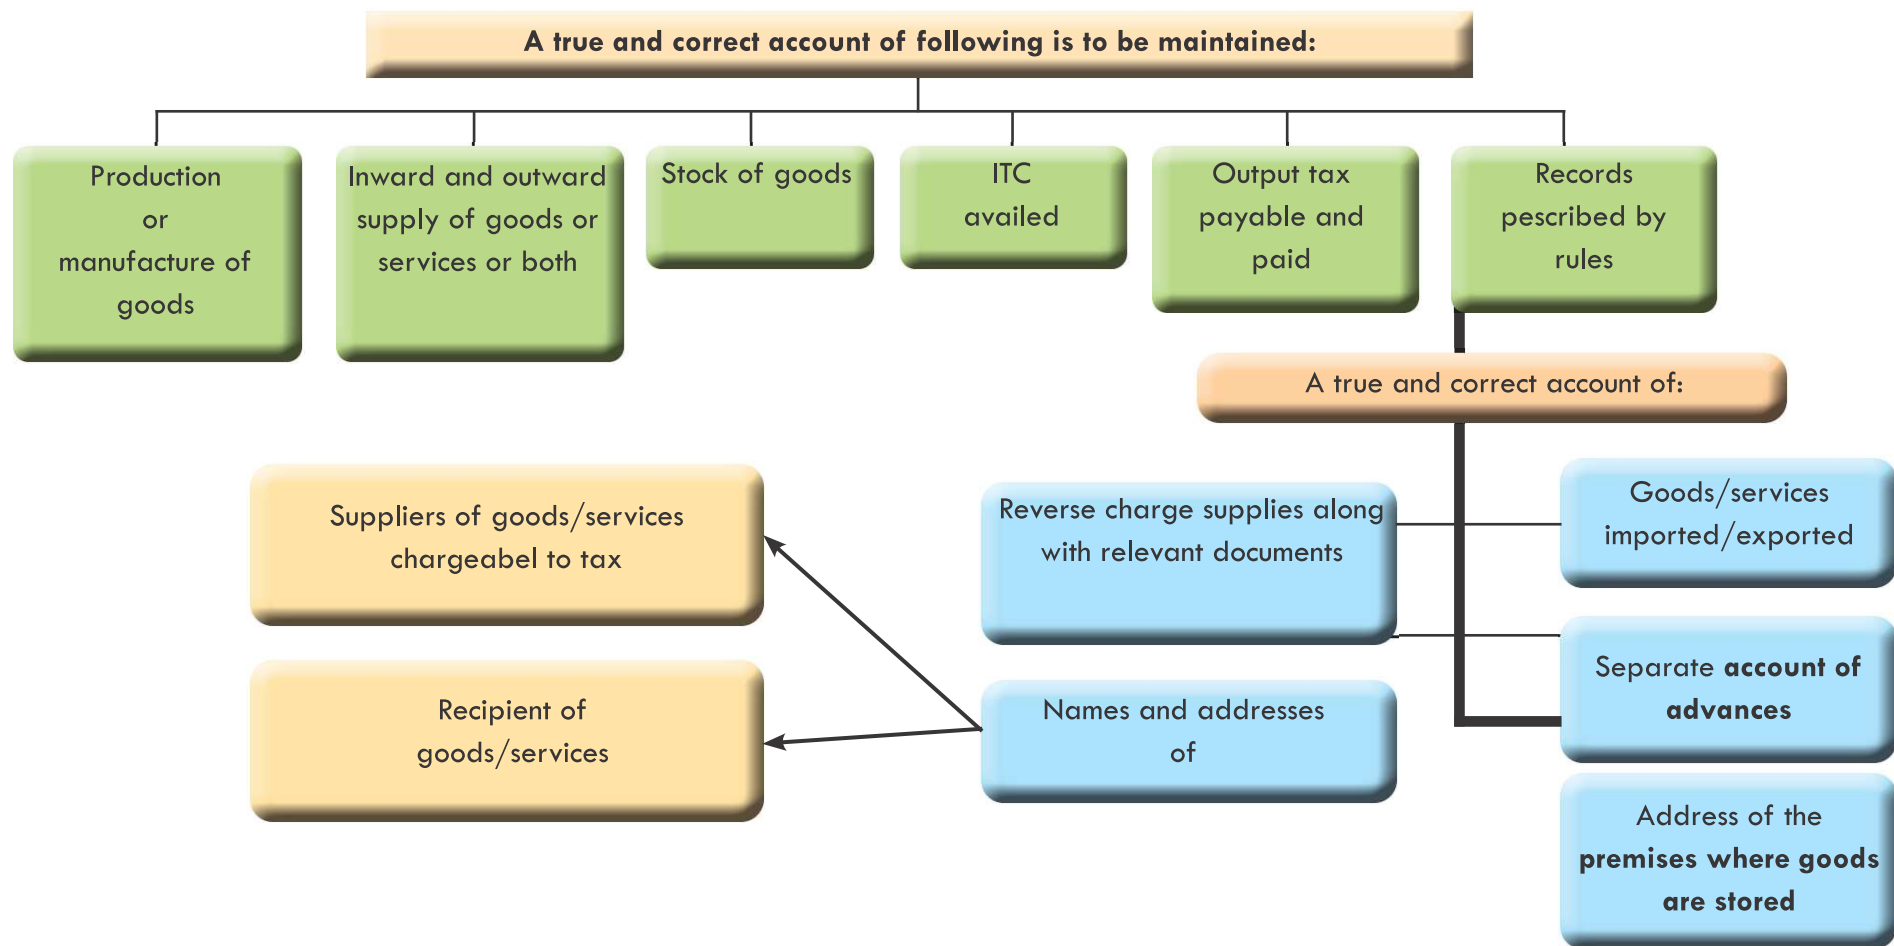 A true and correct account of following is to be maintained:
Production
or
manufacture of
goods
Inward and outward
supply of goods or
services or both
Stock of goods
ITC
availed
Output tax
payable and
paid
Records
pescribed by
rules
A true and correct account of:
Suppliers of goods/services
chargeabel to tax
Reverse charge supplies along
with relevant documents
Goods/services
imported/exported
Recipient of
goods/services
Names and addresses
of
Separate account of
advances
Address of the
premises where goods
are stored